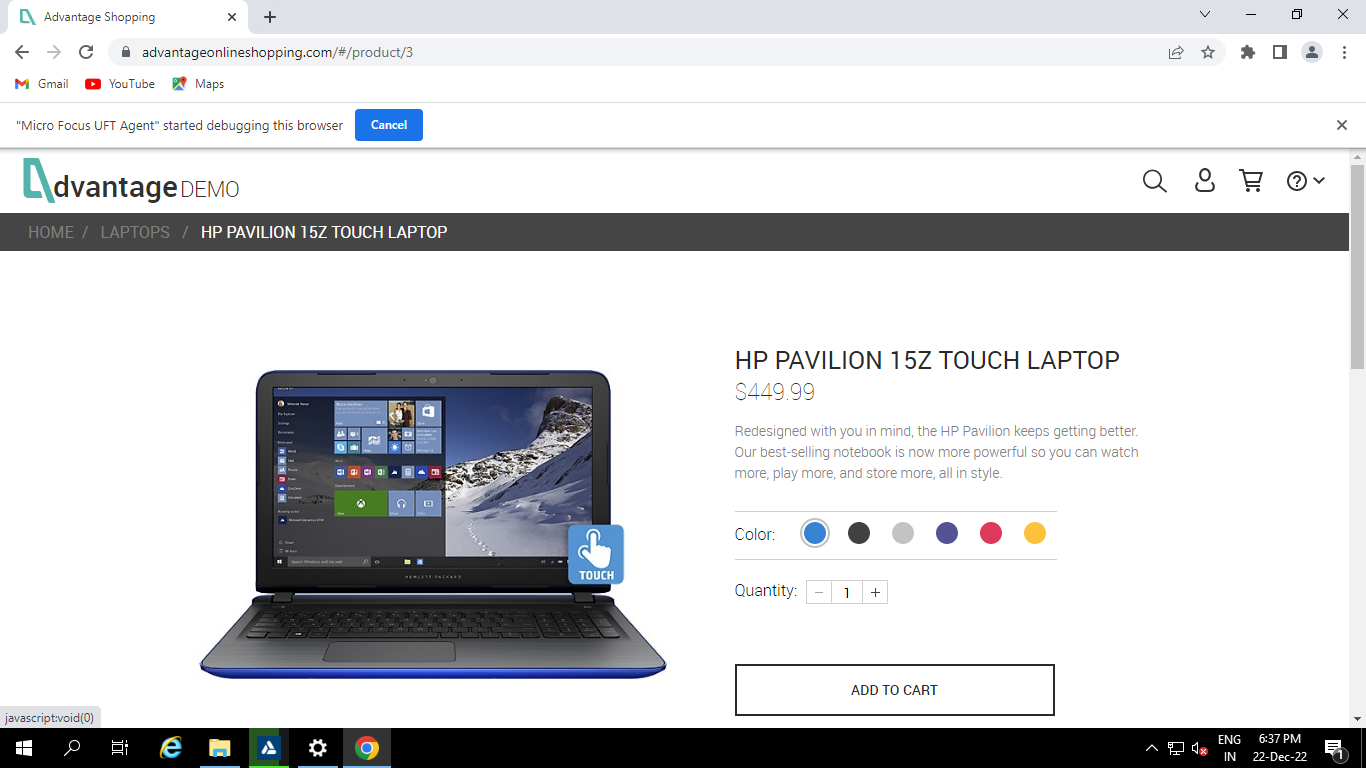 Advantage Shopping
advantageonlineshopping.com/#/product/3
Gmail YouTube Maps
"Micro Focus UFT Agent" started debugging this browser Cancel
dvantage DEMO
HOME / LAPTOPS / HP PAVILION 15Z TOUCH LAPTOP
HP PAVILION 15Z TOUCH LAPTOP
$449.99
Redesigned with you in mind, the HP Pavilion keeps getting better.
Our best-selling notebook is now more powerful so you can watch
more, play more, and store more, all in style.
Color:
Quantity: − 1 +
TOUCH
HEWLETT-PACKARD
ADD TO CART
javascript:void(0)
ENG
IN
6:37 PM
22-Dec-22
1